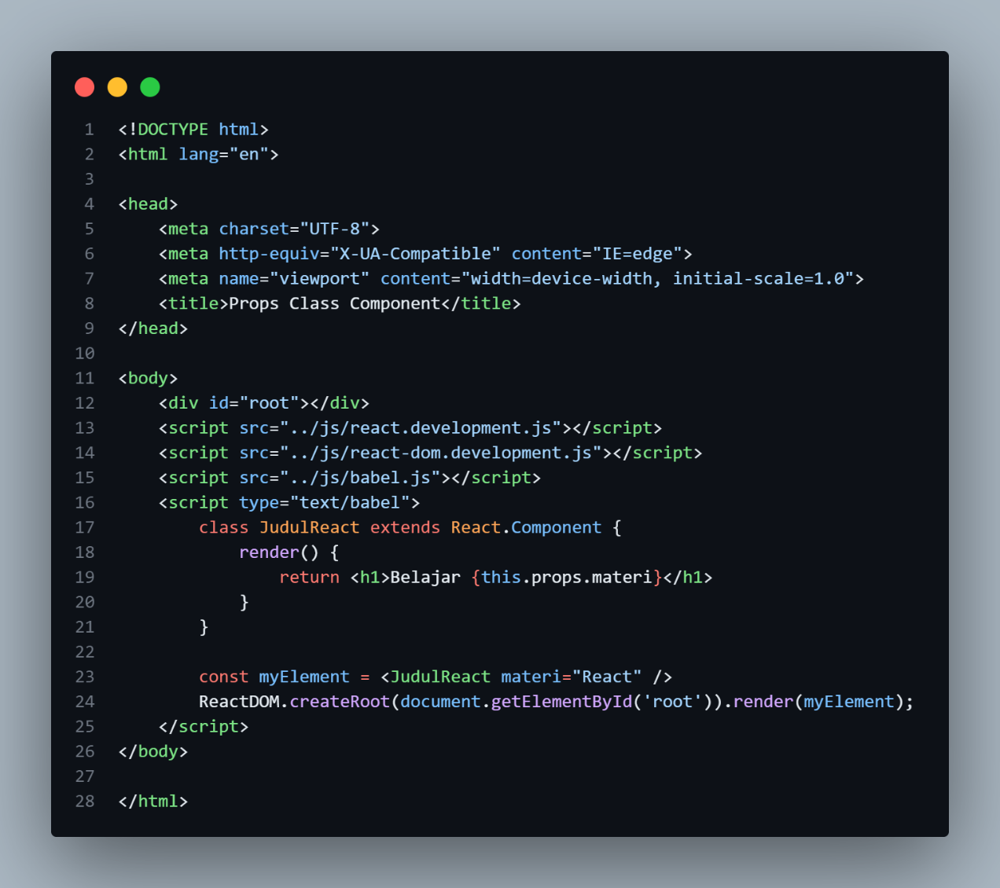 1 <!DOCTYPE html>
2 <html lang="en">
3
4 <head>
5     <meta charset="UTF-8">
6     <meta http-equiv="X-UA-Compatible" content="IE=edge">
7     <meta name="viewport" content="width=device-width, initial-scale=1.0">
8     <title>Props Class Component</title>
9 </head>
10
11 <body>
12     <div id="root"></div>
13     <script src="../js/react.development.js"></script>
14     <script src="../js/react-dom.development.js"></script>
15     <script src="../js/babel.js"></script>
16     <script type="text/babel">
17         class JudulReact extends React.Component {
18             render() {
19                 return <h1>Belajar {this.props.materi}</h1>
20             }
21         }
22
23         const myElement = <JudulReact materi="React" />
24         ReactDOM.createRoot(document.getElementById('root')).render(myElement);
25     </script>
26 </body>
27
28 </html>